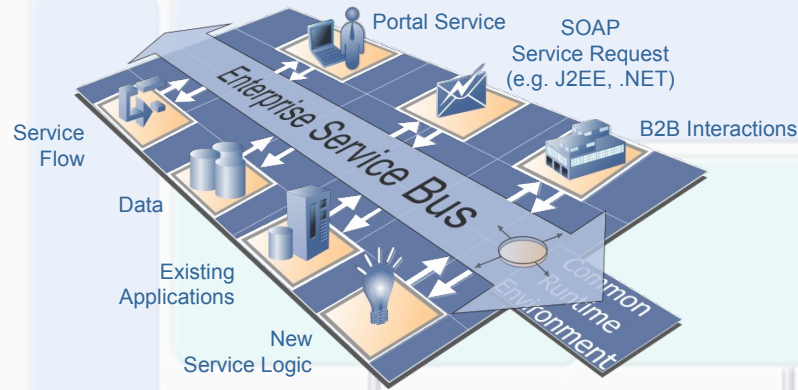 Portal Service
SOAP
Service Request
(e.g. J2EE, .NET)
B2B Interactions
Enterprise Service Bus
Service
Flow
Data
Existing
Applications
New
Service Logic
Common
Runtime
Environment